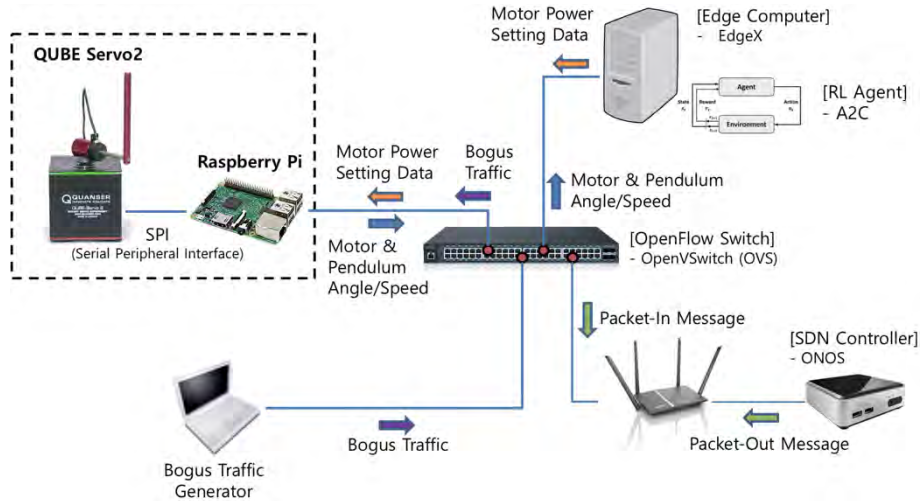 Motor Power
Setting Data
[Edge Computer]
- EdgeX
QUBE Servo2
Agent
Environment
State
Reward
Action
[RL Agent]
- A2C
Raspberry Pi
Motor Power
Setting Data
Bogus
Traffic
Motor & Pendulum
Angle/Speed
QUANSER
SPI
(Serial Peripheral Interface)
Motor &
Pendulum
Angle/Speed
[OpenFlow Switch]
- OpenVSwitch (OVS)
Packet-In Message
[SDN Controller]
- ONOS
Bogus Traffic
Packet-Out Message
Bogus Traffic
Generator